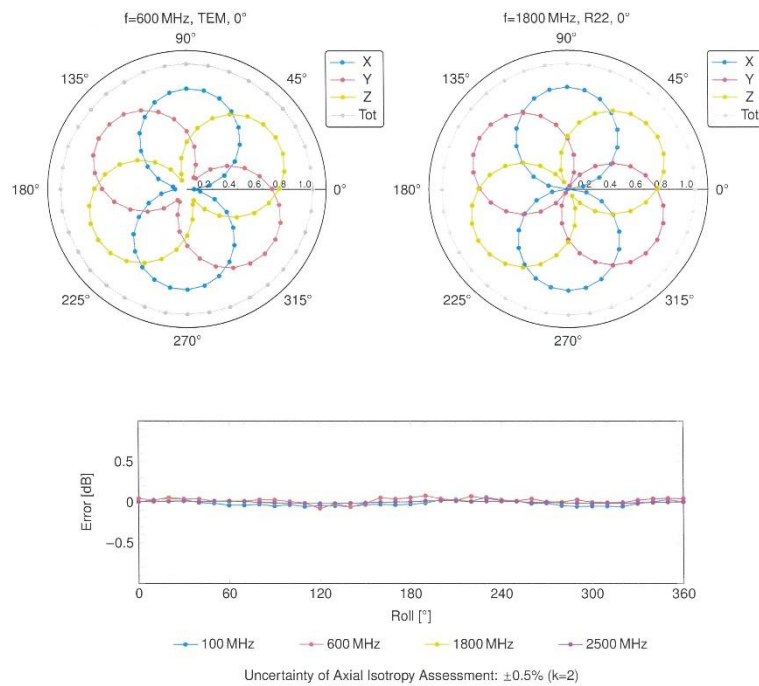 f=600 MHz, TEM, 0°
90°
135°
45°
X
Y
Z
Tot
180°
0.2 0.4 0.6 0.8 1.0
0°
225°
315°
270°
f=1800 MHz, R22, 0°
90°
135°
45°
X
Y
Z
Tot
180°
0.2 0.4 0.6 0.8 1.0
0°
225°
315°
270°
0.5
0
−0.5
Error [dB]
0 60 120 180 240 300 360
Roll [°]
100 MHz 600 MHz 1800 MHz 2500 MHz
Uncertainty of Axial Isotropy Assessment: ±0.5% (k=2)